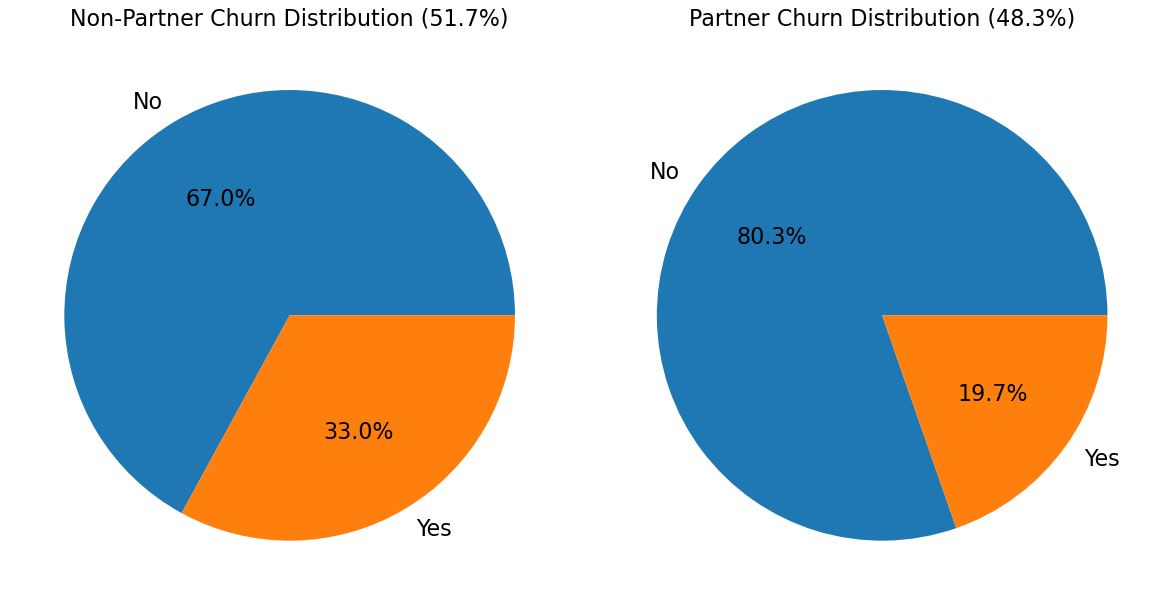 Non-Partner Churn Distribution (51.7%)
No
67.0%
33.0%
Yes
Partner Churn Distribution (48.3%)
No
80.3%
19.7%
Yes